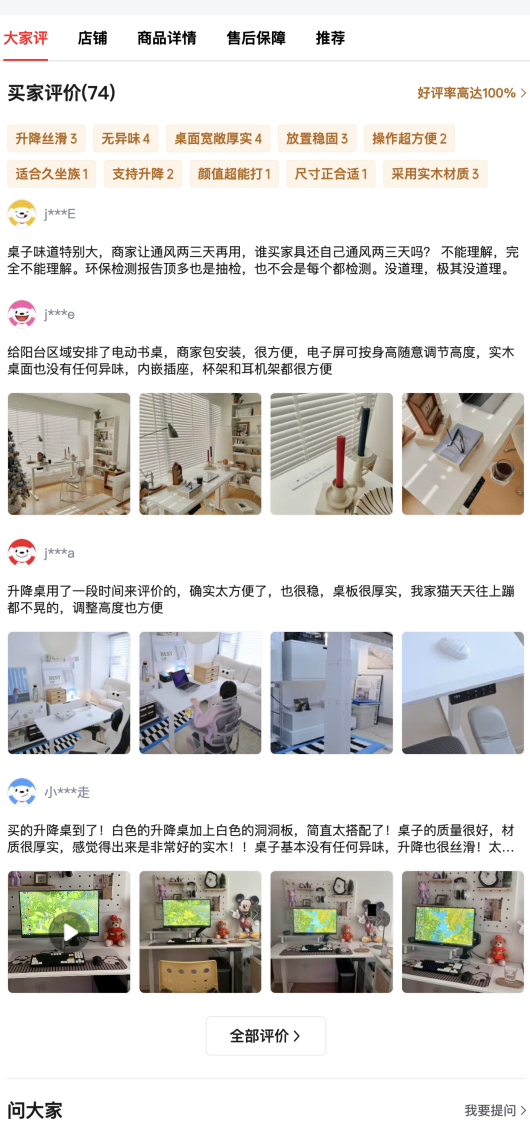 大家评 店铺 商品详情 售后保障 推荐
买家评价(74) 好评率高达100%
升降丝滑 3 无异味 4 桌面宽敞厚实 4 放置稳固 3 操作超方便 2
适合久坐族 1 支持升降 2 颜值超能打 1 尺寸正合适 1 采用实木材质 3
j***E
桌子味道特别大，商家让通风两三天再用，谁买家具还自己通风两三天吗？ 不能理解，完
全不能理解。环保检测报告顶多也是抽检，也不会是每个都检测。没道理，极其没道理。
j***e
给阳台区域安排了电动书桌，商家包安装，很方便，电子屏可按身高随意调节高度，实木
桌面也没有任何异味，内嵌插座，杯架和耳机架都很方便
j***a
升降桌用了一段时间来评价的，确实太方便了，也很稳，桌板很厚实，我家猫天天往上蹦
都不晃的，调整高度也方便
小***走
买的升降桌到了！白色的升降桌加上白色的洞洞板，简直太搭配了！桌子的质量很好，材
质很厚实，感觉得出来是非常好的实木！！桌子基本没有任何异味，升降也很丝滑！太...
全部评价
问大家 我要提问